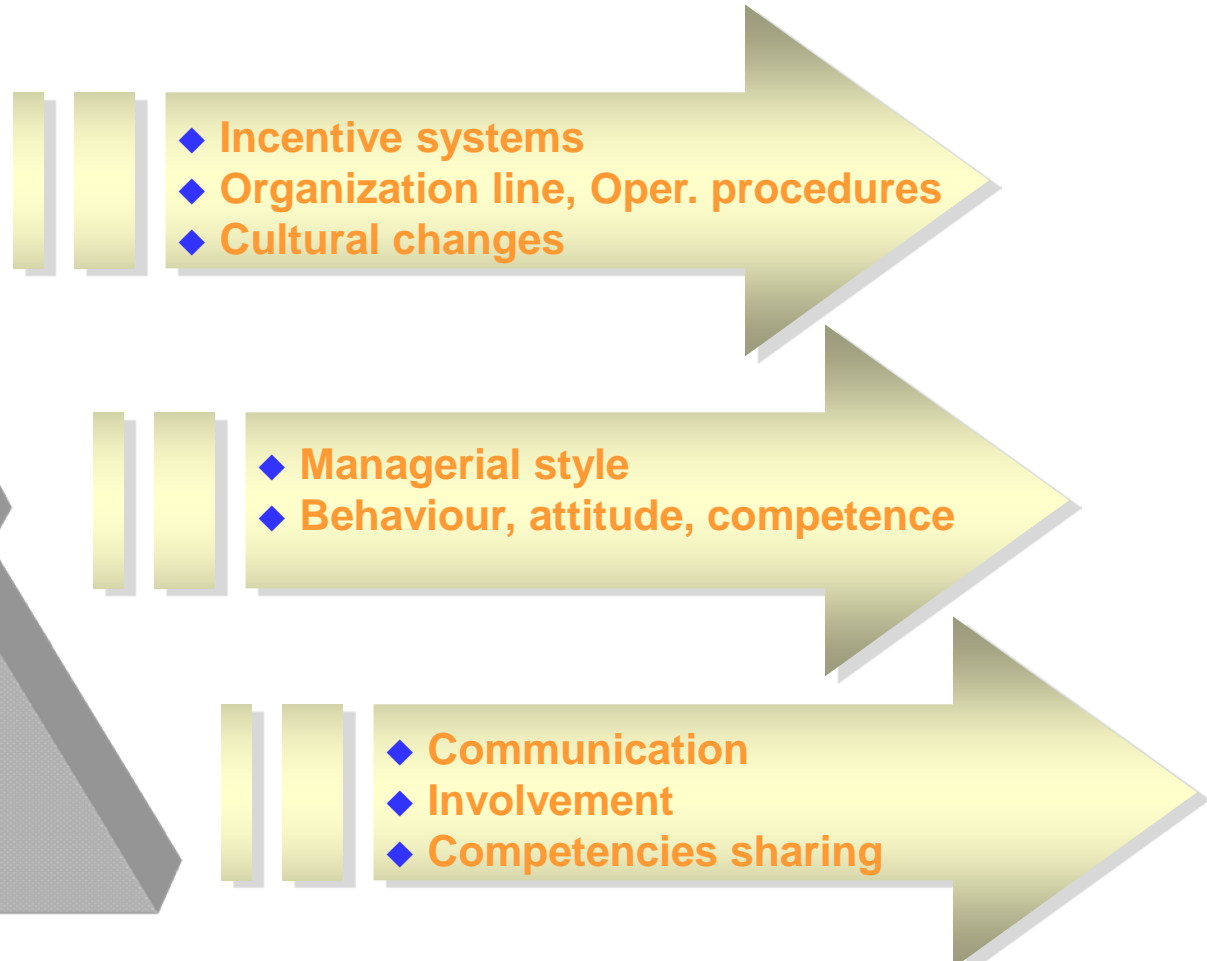 ◆ Incentive systems
◆ Organization line, Oper. procedures
◆ Cultural changes
◆ Managerial style
◆ Behaviour, attitude, competence
◆ Communication
◆ Involvement
◆ Competencies sharing